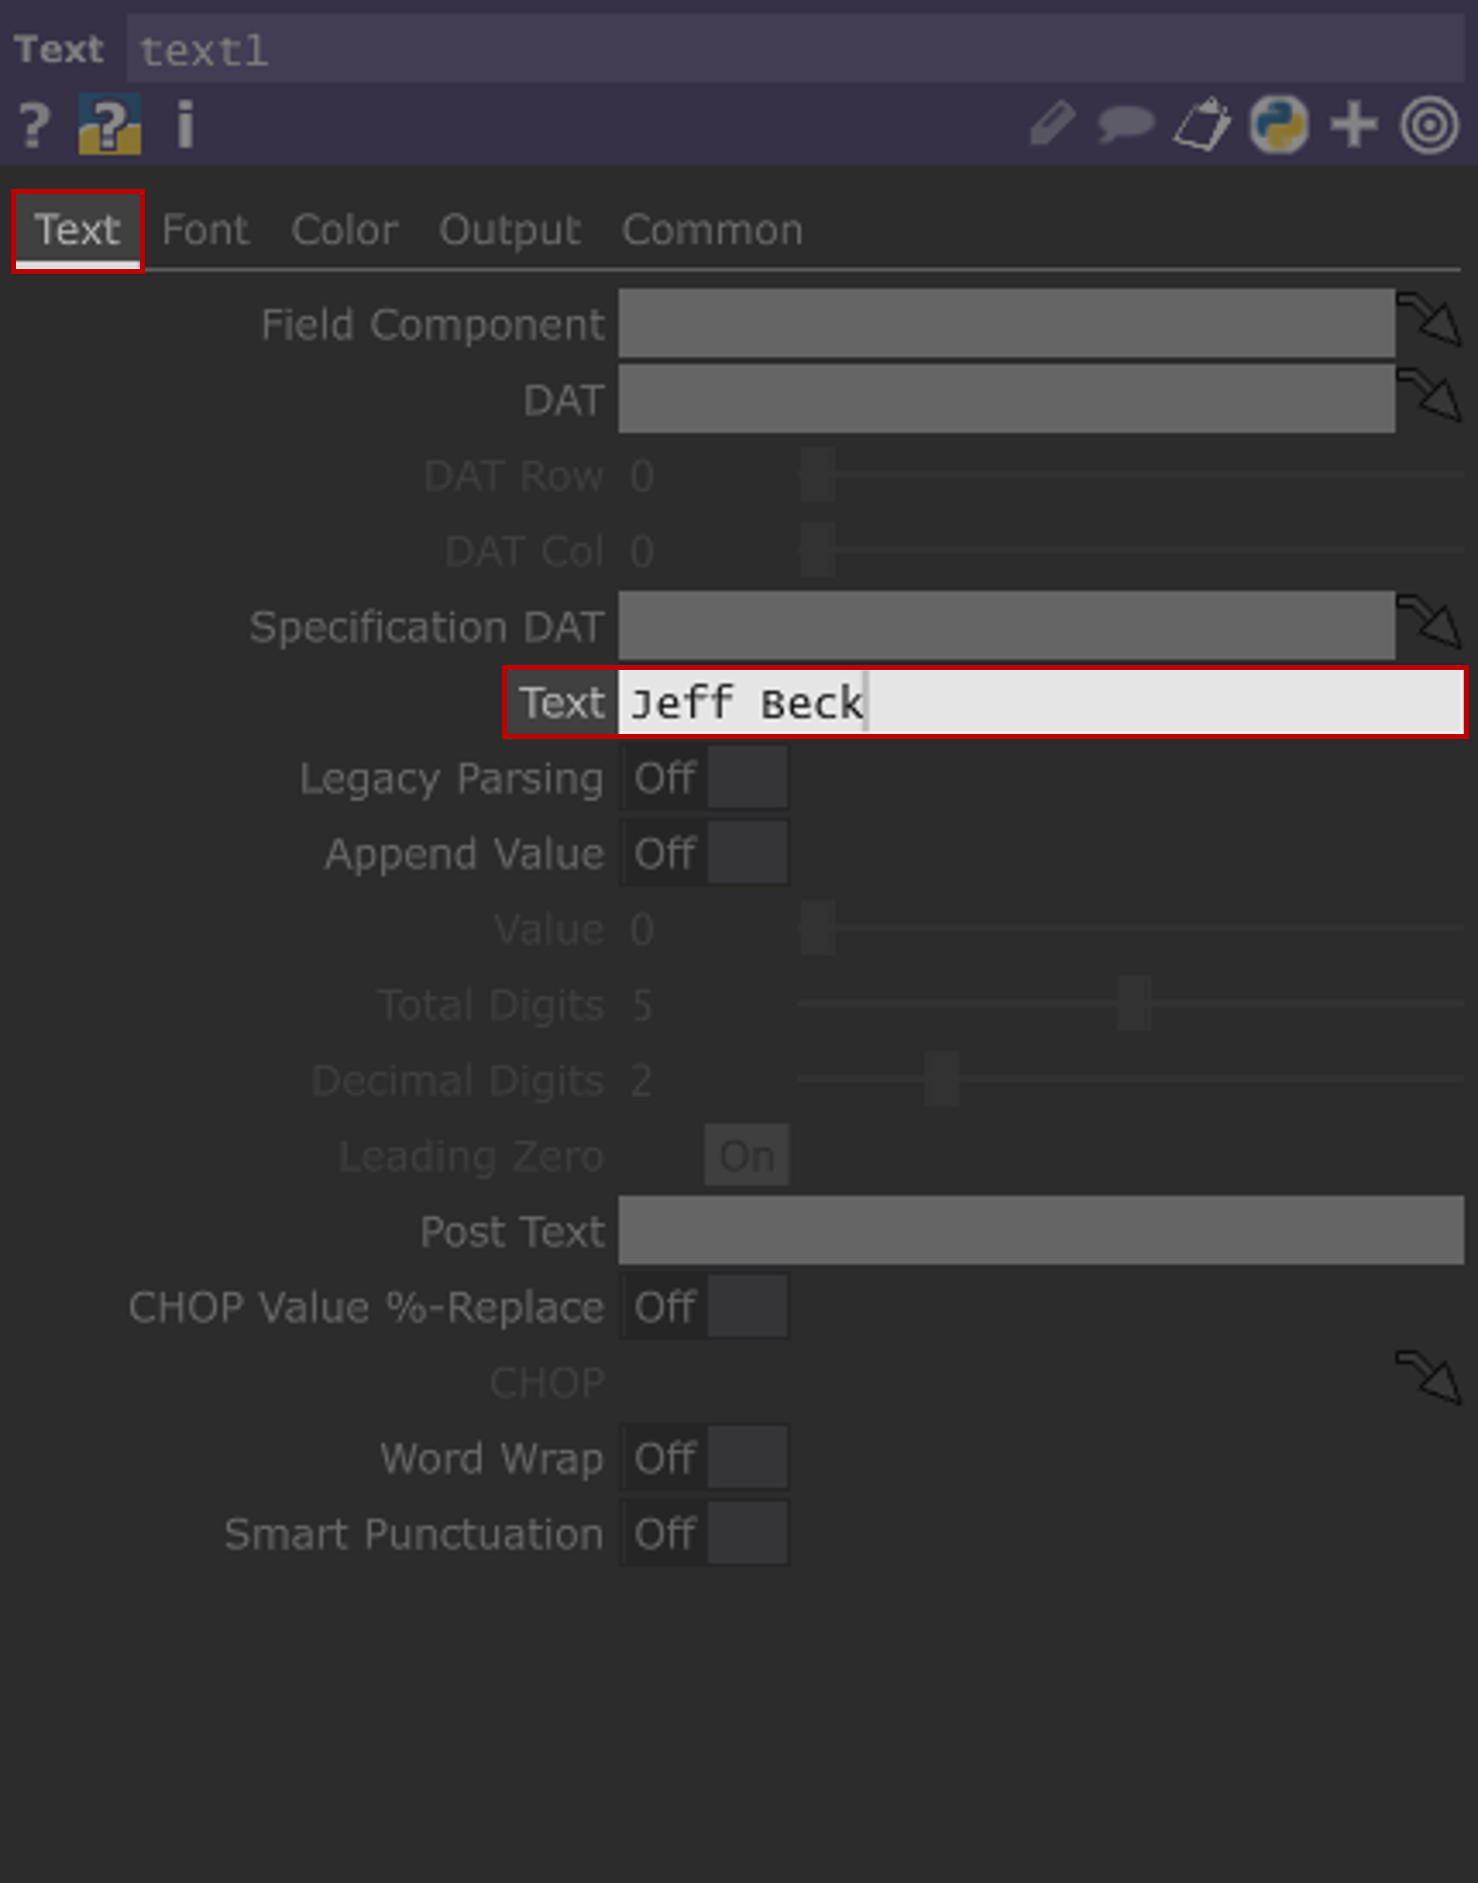 Text text1
? ? i
Text Font Color Output Common
Field Component
DAT
DAT Row 0
DAT Col 0
Specification DAT
Text Jeff Beck
Legacy Parsing Off
Append Value Off
Value 0
Total Digits 5
Decimal Digits 2
Leading Zero On
Post Text
CHOP Value %-Replace Off
CHOP
Word Wrap Off
Smart Punctuation Off